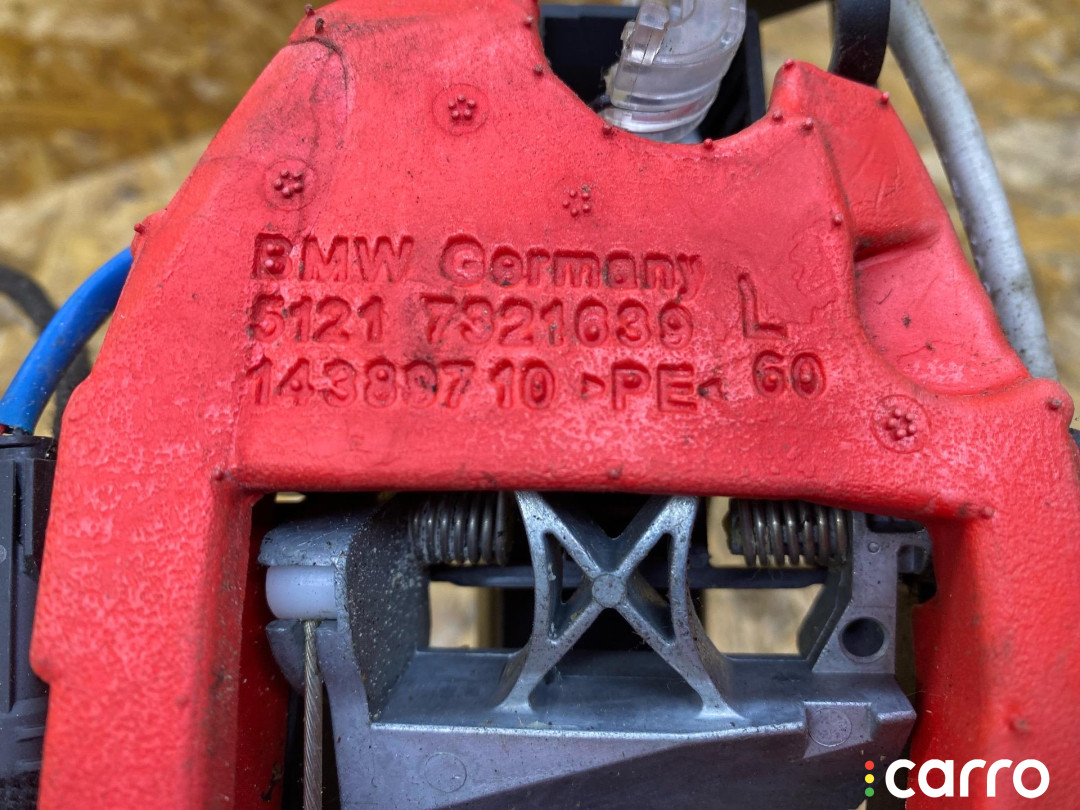 BMW Germany
5121 7321639 L
14389710 >PE< 60
carro